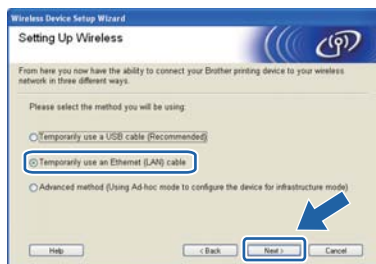 Wireless Device Setup Wizard
Setting Up Wireless
From here you now have the ability to connect your Brother printing device to your wireless
network in three different ways.
Please select the method you will be using:
Temporarily use a USB cable (Recommended)
Temporarily use an Ethernet (LAN) cable
Advanced method (Using Ad-hoc mode to configure the device for infrastructure mode)
Help
< Back
Next >
Cancel